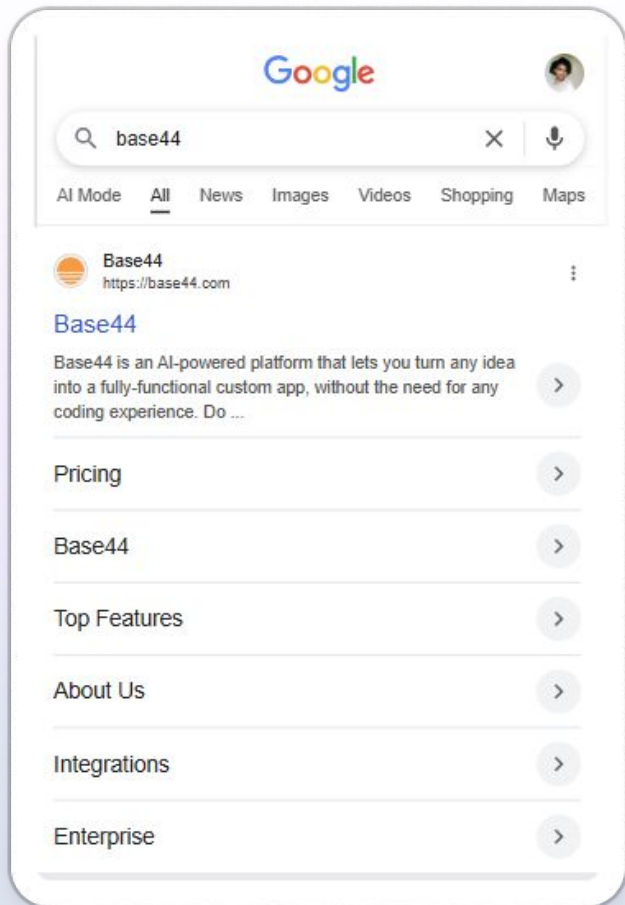 Google
base44
AI Mode All News Images Videos Shopping Maps
Base44
https://base44.com
Base44
Base44 is an AI-powered platform that lets you turn any idea
into a fully-functional custom app, without the need for any
coding experience. Do ...
Pricing
Base44
Top Features
About Us
Integrations
Enterprise